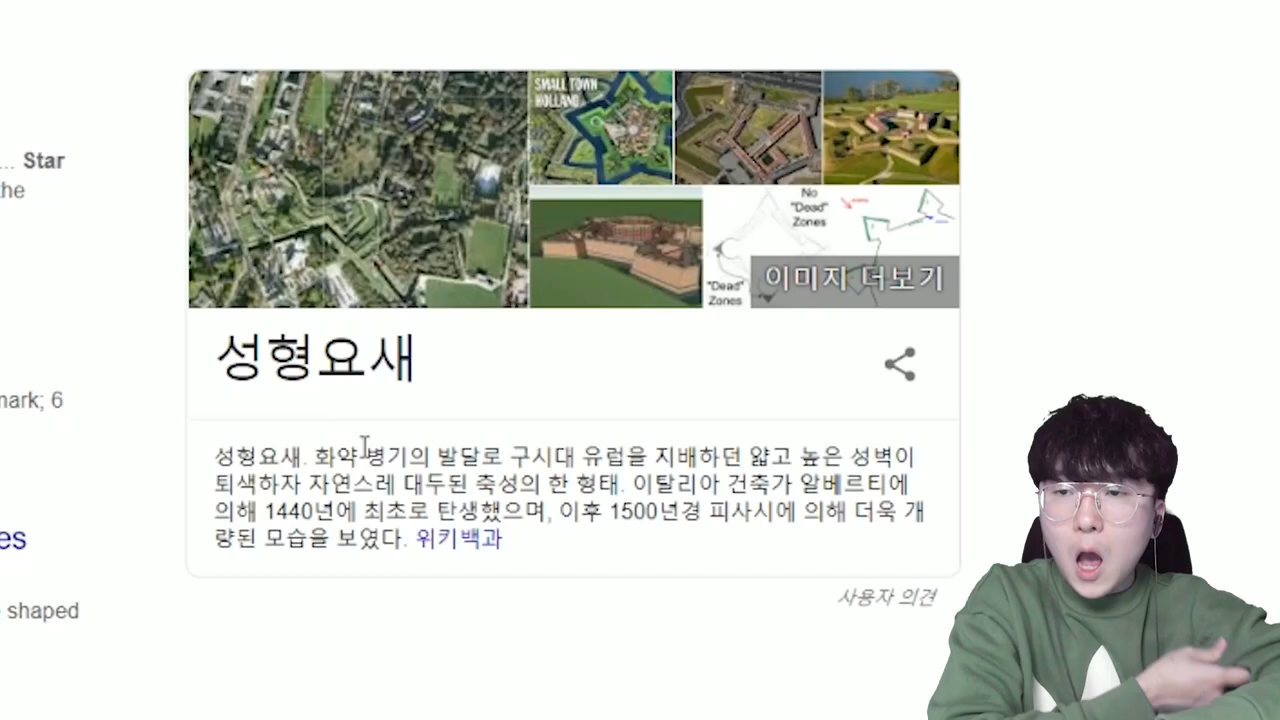 ... Star
the
mark; 6
es
shaped
SMALL TOWN
HOLLAND
No
"Dead"
Zones
"Dead"
Zones
이미지 더보기
성형요새
성형요새. 화약 병기의 발달로 구시대 유럽을 지배하던 얇고 높은 성벽이
퇴색하자 자연스레 대두된 축성의 한 형태. 이탈리아 건축가 알베르티에
의해 1440년에 최초로 탄생했으며, 이후 1500년경 피사시에 의해 더욱 개
량된 모습을 보였다. 위키백과
사용자 의견